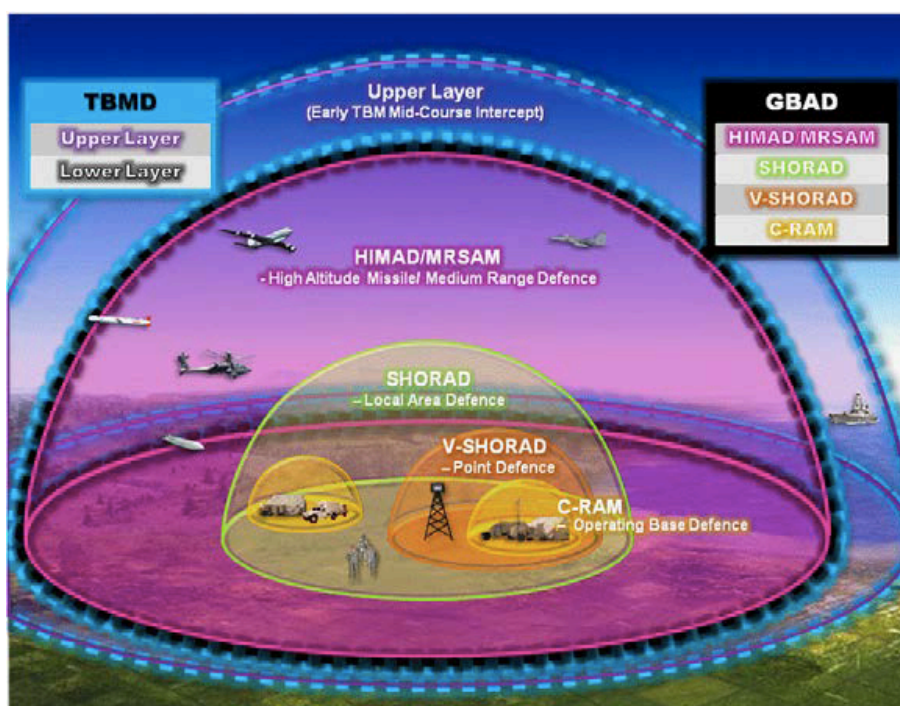 Upper Layer
(Early TBM Mid-Course Intercept)
TBMD
Upper Layer
Lower Layer
GBAD
HIMAD/MRSAM
SHORAD
V-SHORAD
C-RAM
HIMAD/MRSAM
- High Altitude Missile/ Medium Range Defence
SHORAD
– Local Area Defence
V-SHORAD
– Point Defence
C-RAM
– Operating Base Defence